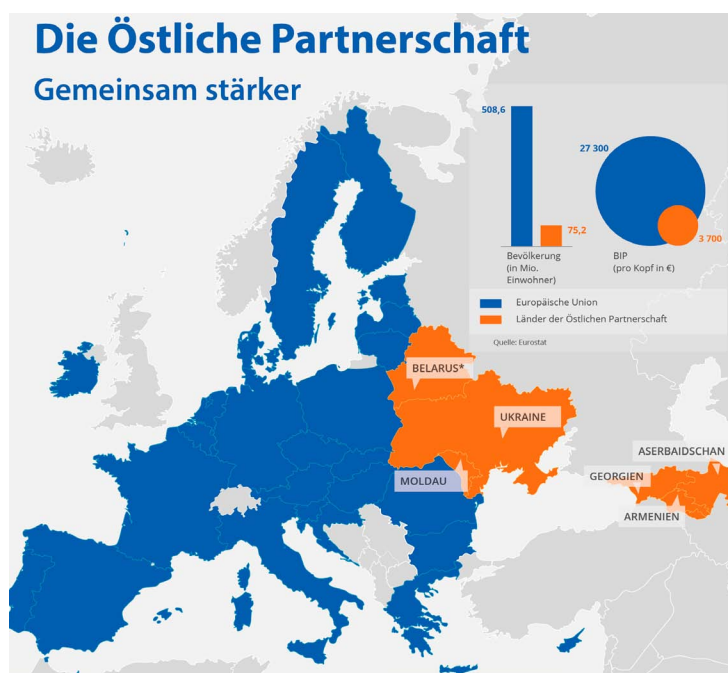 Die Östliche Partnerschaft
Gemeinsam stärker
508,6
75,2
Bevölkerung
(in Mio.
Einwohner)
27 300
3 700
BIP
(pro Kopf in €)
Europäische Union
Länder der Östlichen Partnerschaft
Quelle: Eurostat
BELARUS*
UKRAINE
MOLDAU
ASERBAIDSCHAN
GEORGIEN
ARMENIEN